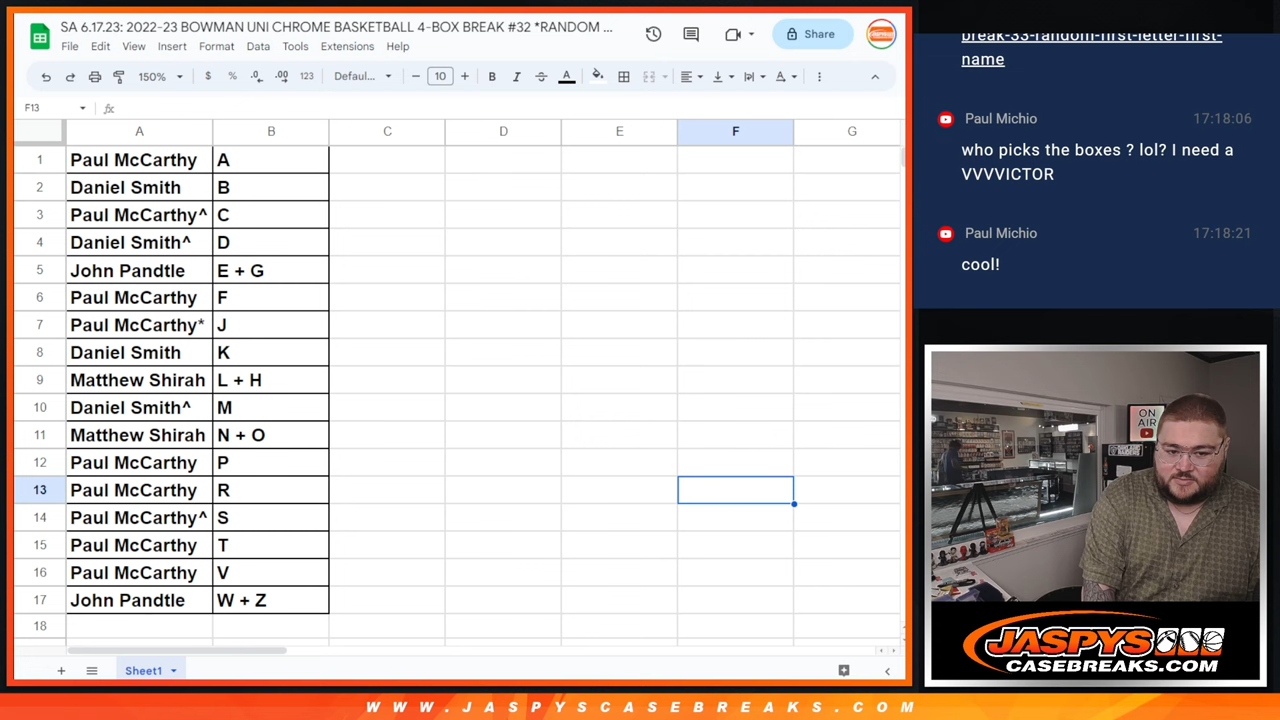 SA 6.17.23: 2022-23 BOWMAN UNI CHROME BASKETBALL 4-BOX BREAK #32 *RANDOM ...
File Edit View Insert Format Data Tools Extensions Help
Share
150% $ % .0 .00 123 Defaul... 10 B I A
F13 fx
A B C D E F G
1 Paul McCarthy A
2 Daniel Smith B
3 Paul McCarthy^ C
4 Daniel Smith^ D
5 John Pandtle E + G
6 Paul McCarthy F
7 Paul McCarthy* J
8 Daniel Smith K
9 Matthew Shirah L + H
10 Daniel Smith^ M
11 Matthew Shirah N + O
12 Paul McCarthy P
13 Paul McCarthy R
14 Paul McCarthy^ S
15 Paul McCarthy T
16 Paul McCarthy V
17 John Pandtle W + Z
18
Sheet1
break-33-random-first-letter-first-
name
Paul Michio 17:18:06
who picks the boxes ? lol? I need a
VVVVICTOR
Paul Michio 17:18:21
cool!
ON
AIR
JASPYS
CASEBREAKS.COM
WWW.JASPYSCASEBREAKS.COM